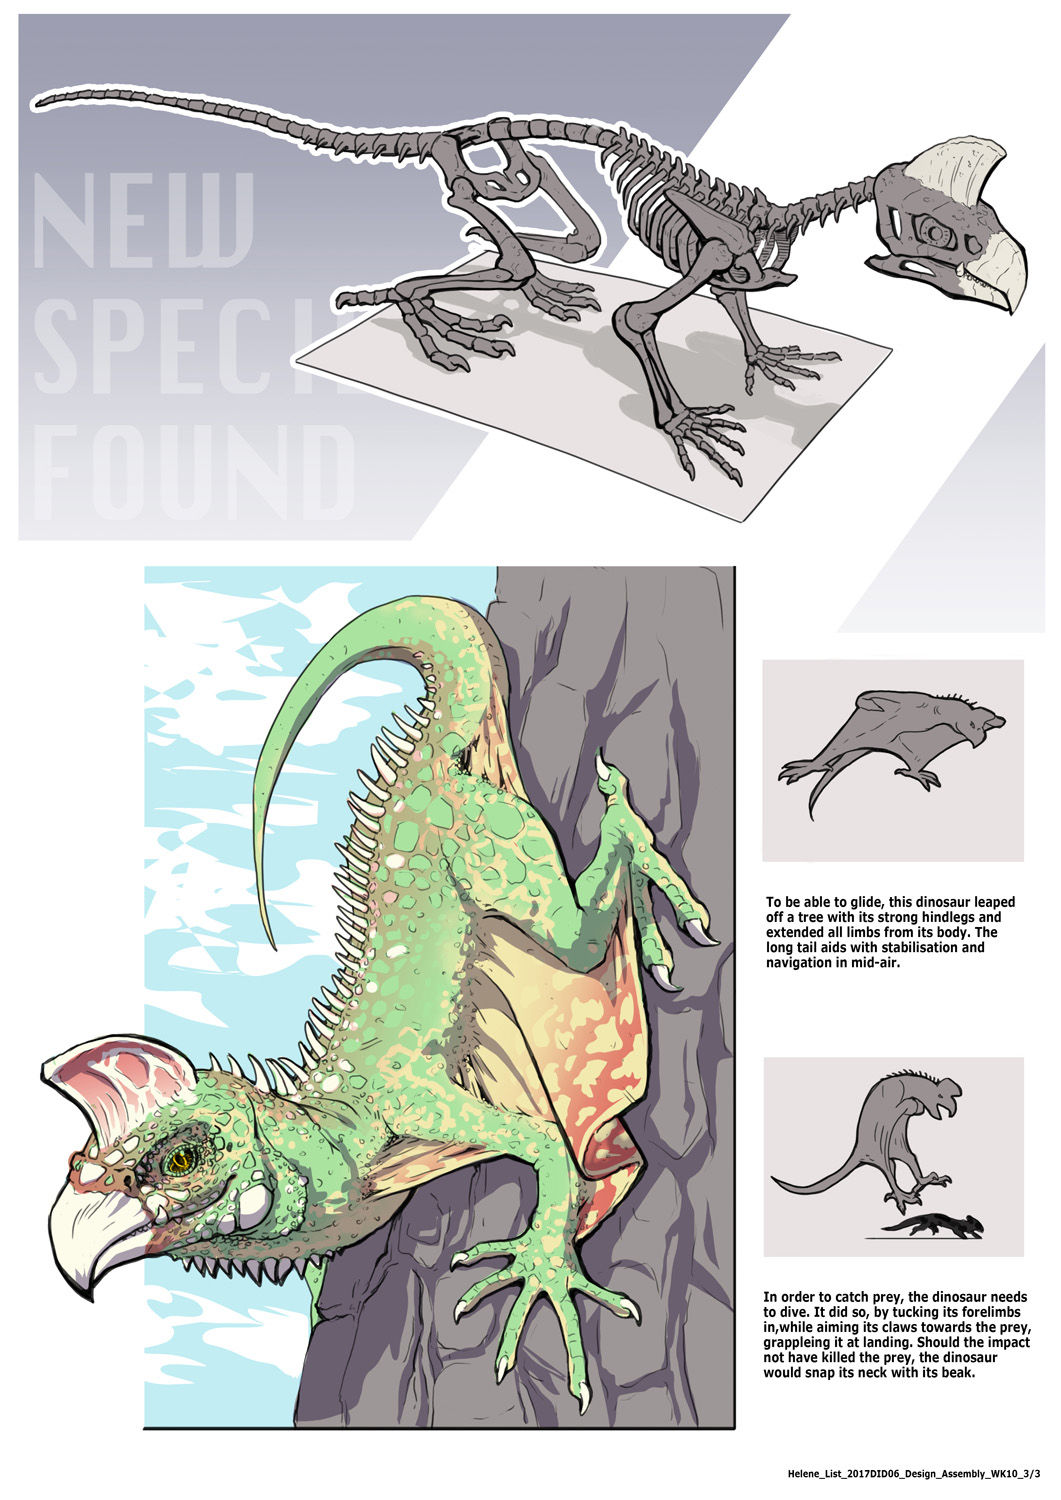 NEW
SPECI
FOUND
To be able to glide, this dinosaur leaped
off a tree with its strong hindlegs and
extended all limbs from its body. The
long tail aids with stabilisation and
navigation in mid-air.
In order to catch prey, the dinosaur needs
to dive. It did so, by tucking its forelimbs
in,while aiming its claws towards the prey,
grappleing it at landing. Should the impact
not have killed the prey, the dinosaur
would snap its neck with its beak.
Helene_List_2017DID06_Design_Assembly_WK10_3/3